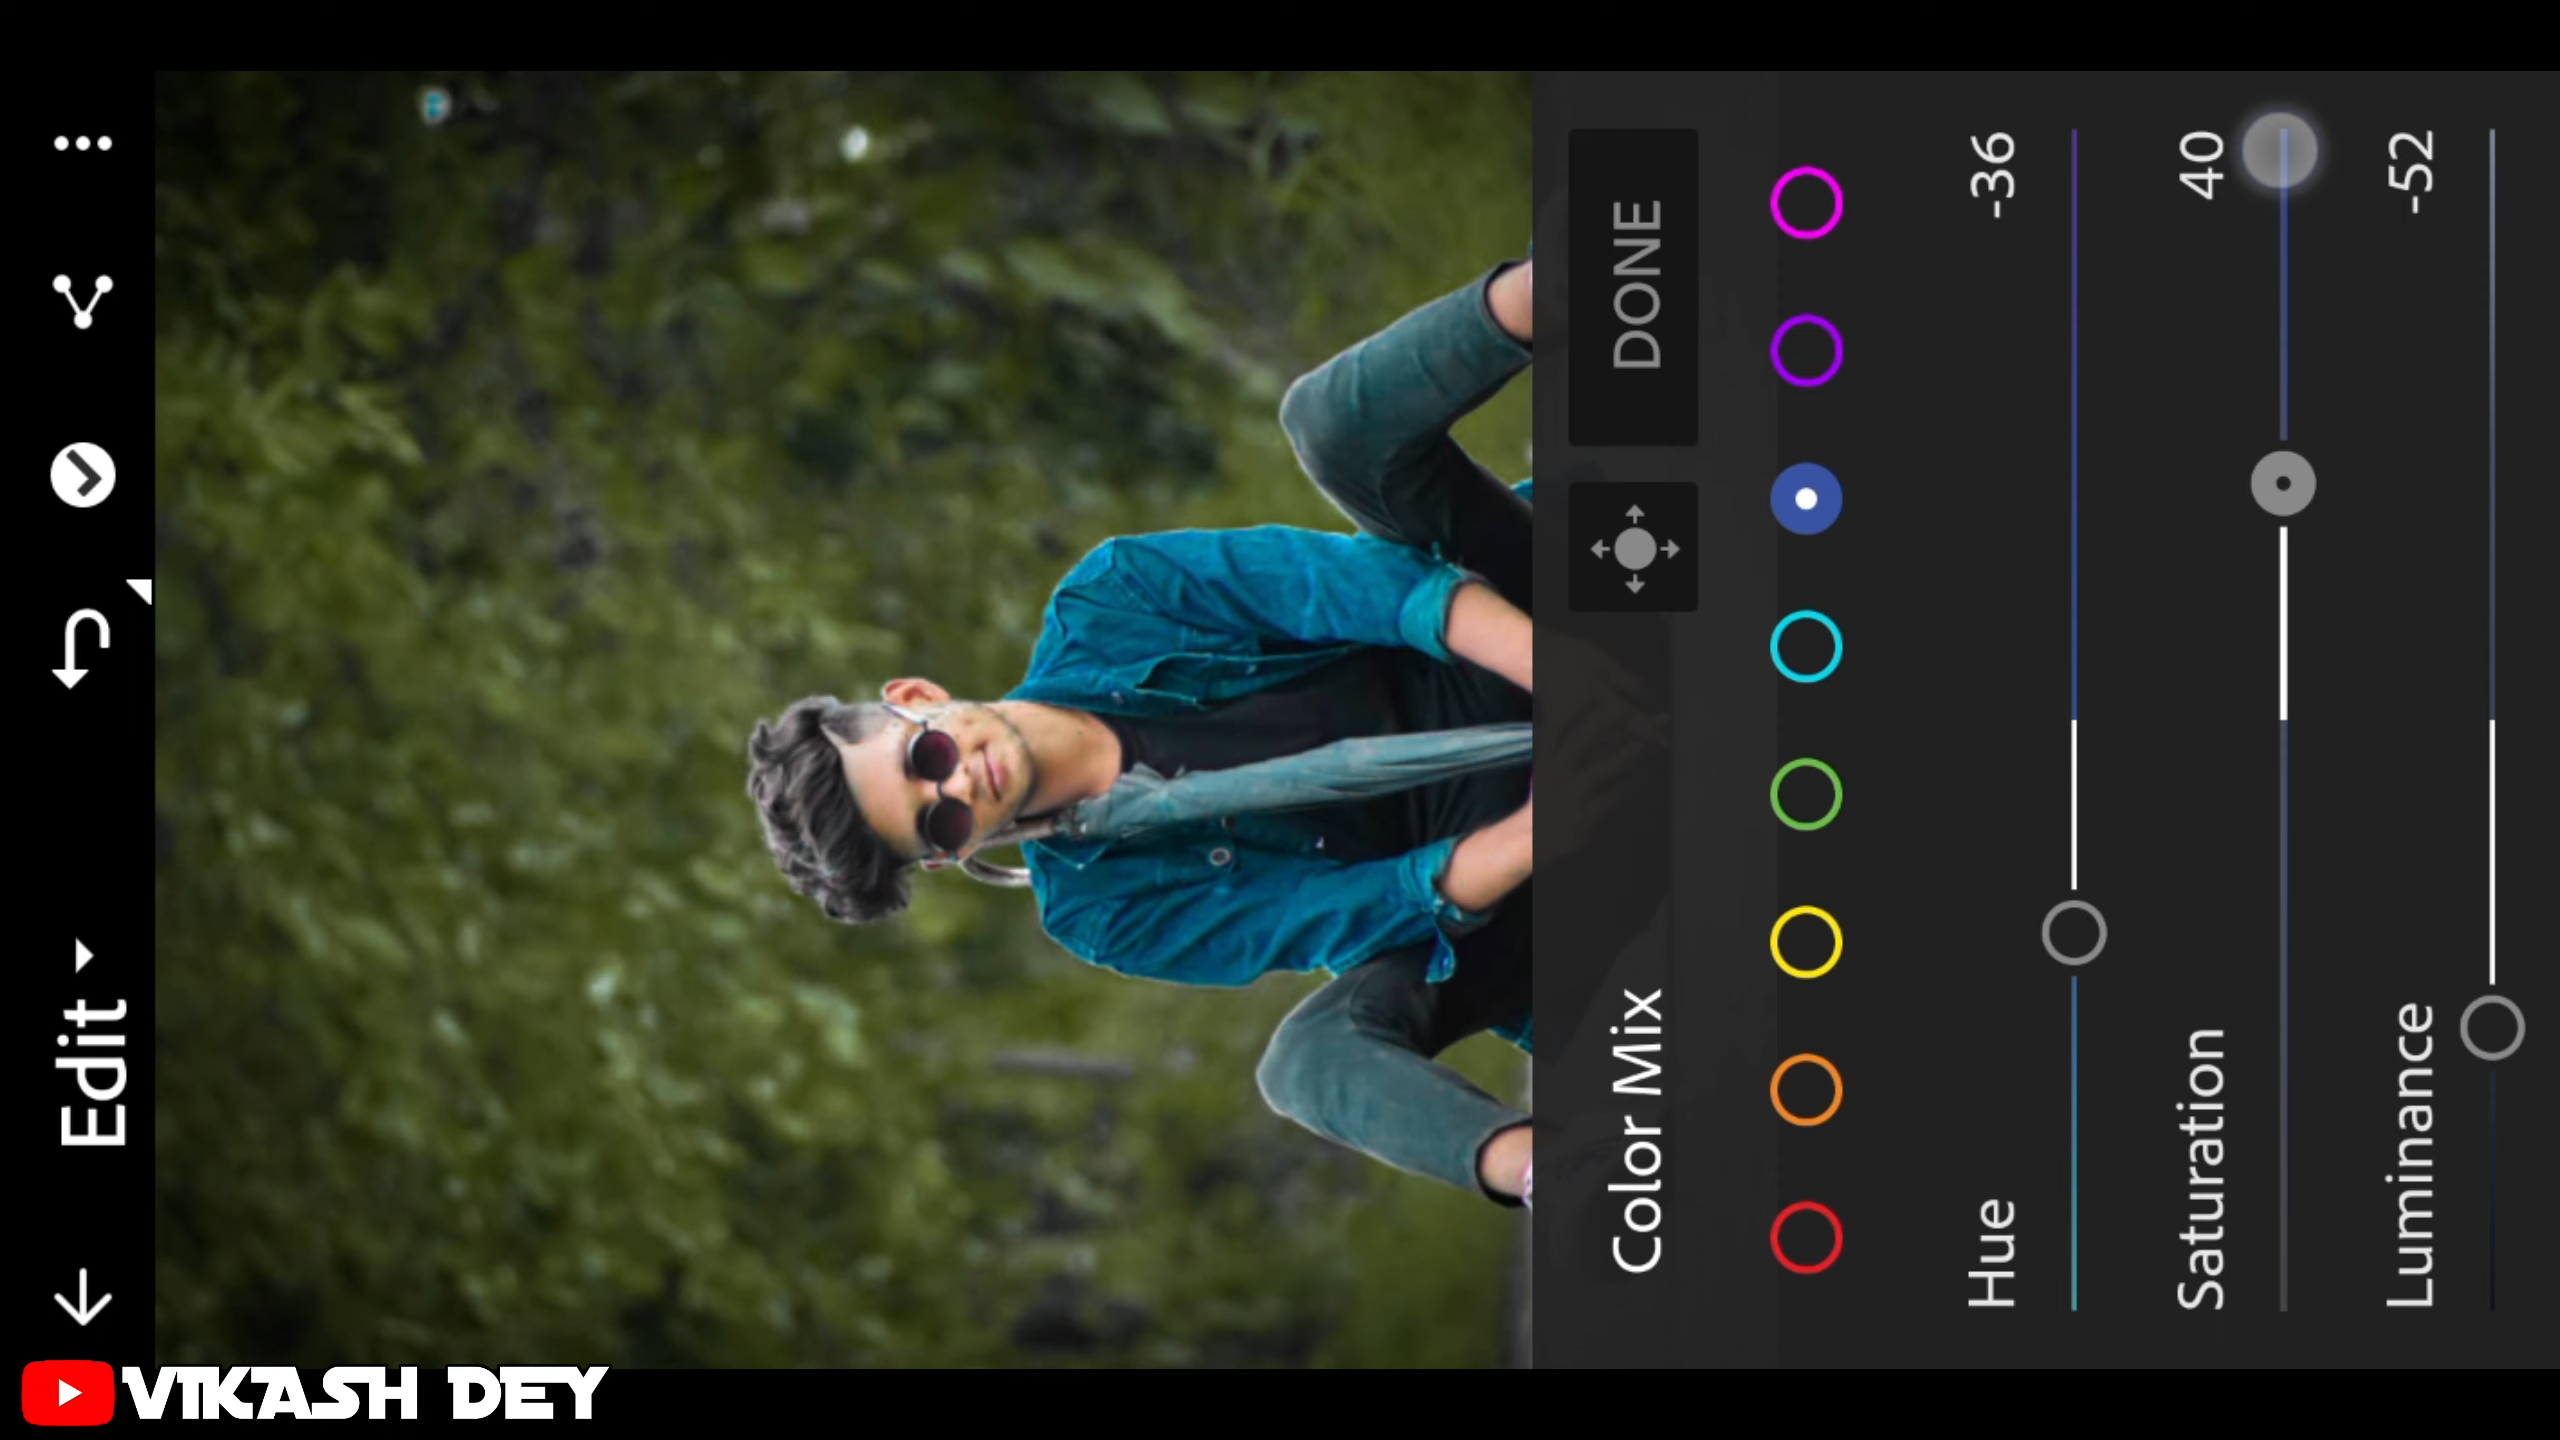 Edit
Color Mix
DONE
Hue
-36
Saturation
40
Luminance
-52
VIKASH DEY